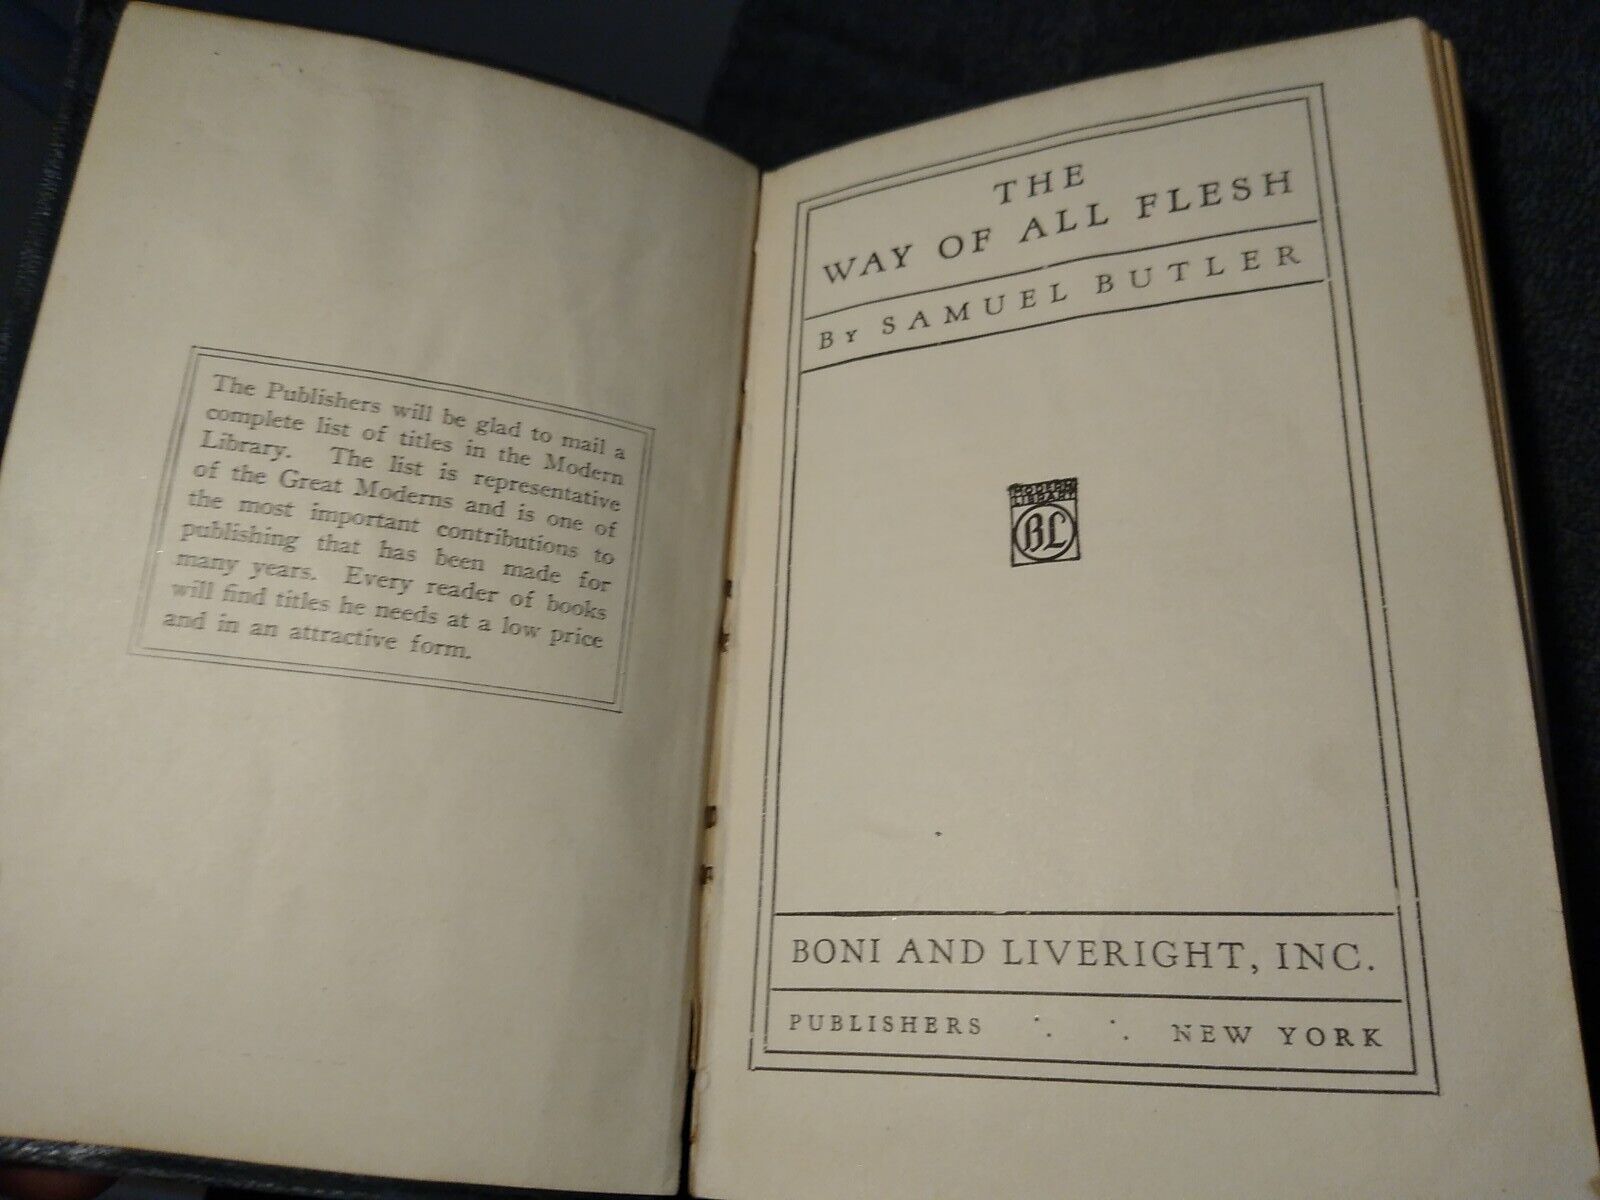 The Publishers will be glad to mail a
complete list of titles in the Modern
Library. The list is representative
of the Great Moderns and is one of
the most important contributions to
publishing that has been made for
many years. Every reader of books
will find titles he needs at a low price
and in an attractive form.
THE
WAY OF ALL FLESH
BY SAMUEL BUTLER
MODERN
LIBRARY
BL
BONI AND LIVERIGHT, INC.
PUBLISHERS ∴ ∴ NEW YORK